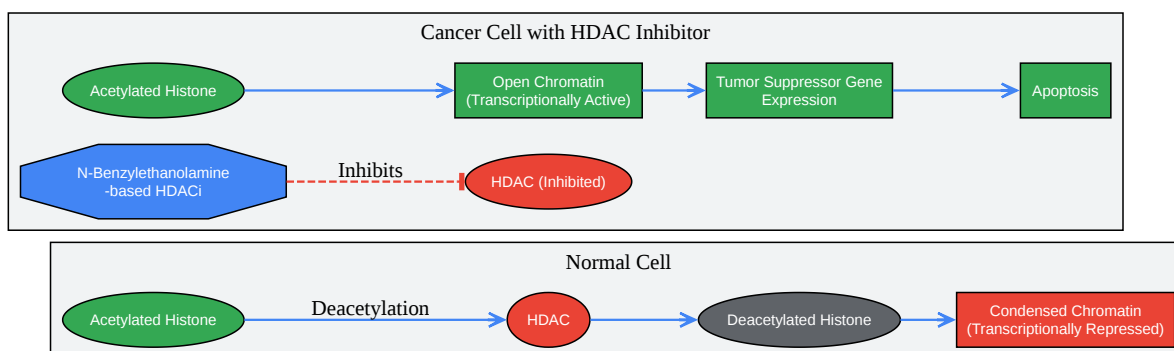 Cancer Cell with HDAC Inhibitor
Acetylated Histone
Open Chromatin
(Transcriptionally Active)
Tumor Suppressor Gene
Expression
Apoptosis
N-Benzylethanolamine
-based HDACi
Inhibits
HDAC (Inhibited)
Normal Cell
Acetylated Histone
Deacetylation
HDAC
Deacetylated Histone
Condensed Chromatin
(Transcriptionally Repressed)